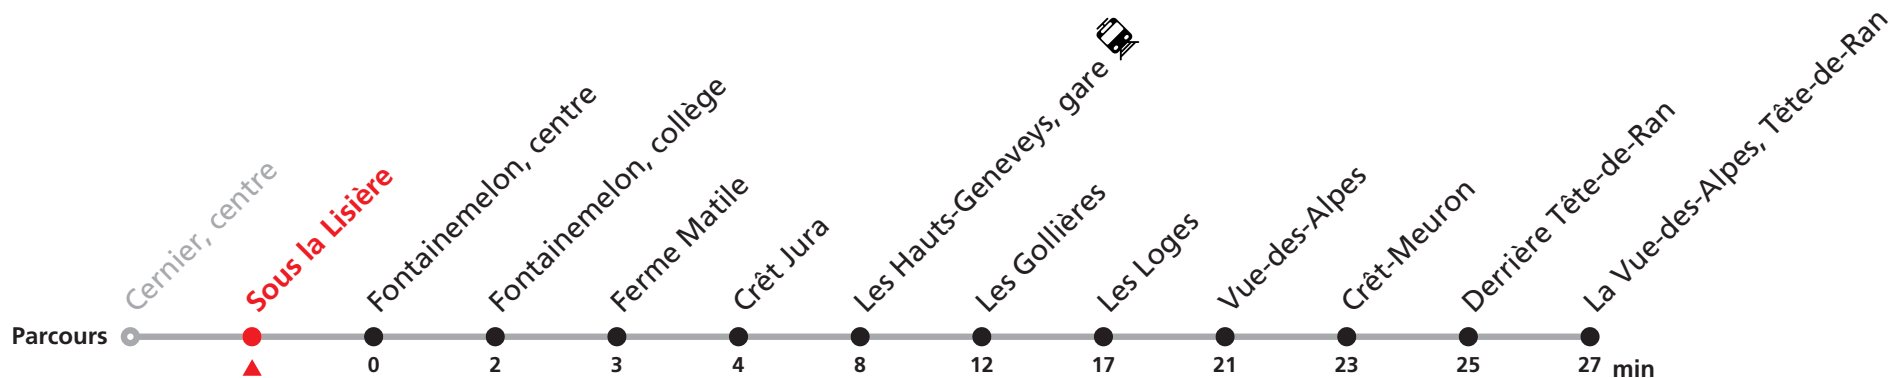 Cernier, centre
Sous la Lisière
Fontainemelon, centre
Fontainemelon, collège
Ferme Matile
Crêt Jura
Les Hauts-Geneveys, gare
Les Gollières
Les Loges
Vue-des-Alpes
Crêt-Meuron
Derrière Tête-de-Ran
La Vue-des-Alpes, Tête-de-Ran
Parcours
0 2 3 4 8 12 17 21 23 25 27 min